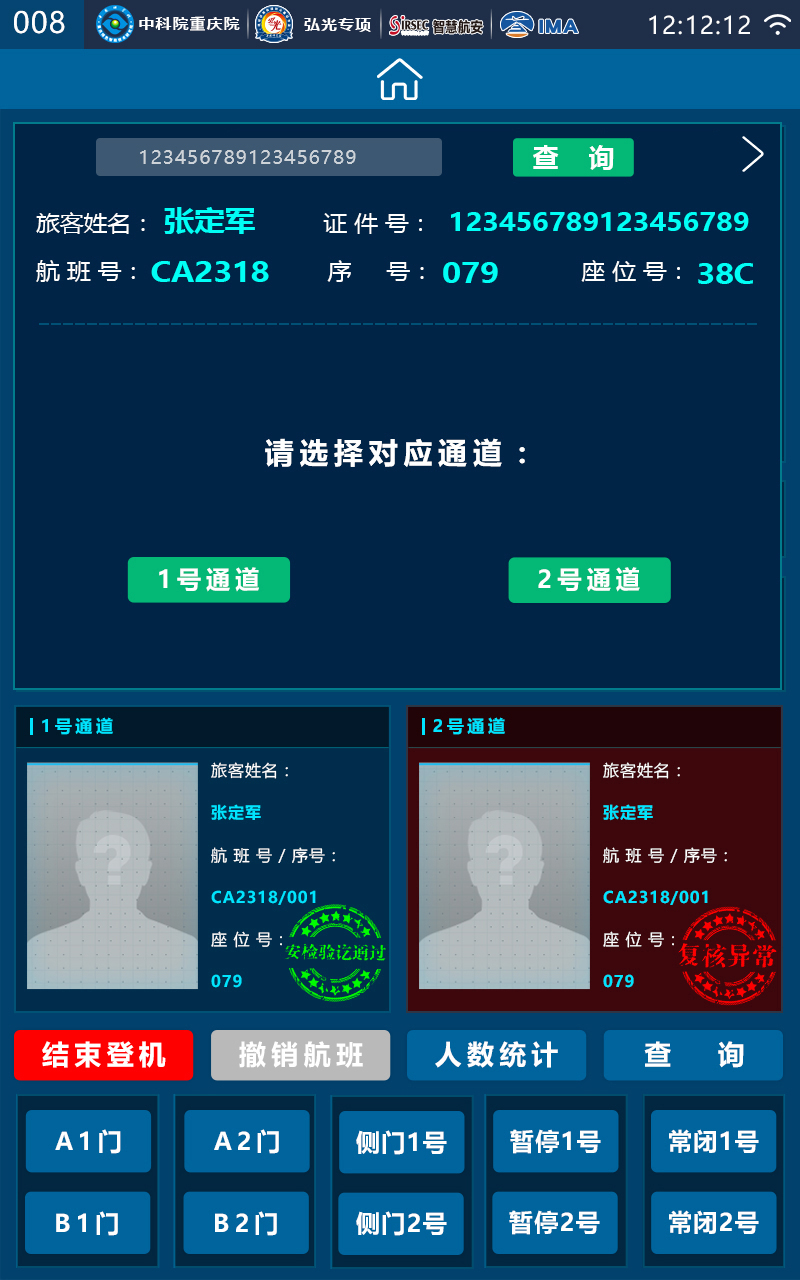 008 中科院重庆院 弘光专项 SIRSEC 智慧航安 IMA 12:12:12
123456789123456789 查 询
旅客姓名： 张定军 证件号： 123456789123456789
航班号： CA2318 序 号： 079 座位号： 38C
请选择对应通道：
1号通道 2号通道
1号通道
旅客姓名：
张定军
航班号/序号：
CA2318/001
座位号：
079
安检验讫通过
2号通道
旅客姓名：
张定军
航班号/序号：
CA2318/001
座位号：
079
复核异常
结束登机 撤销航班 人数统计 查 询
A1门 A2门 侧门1号 暂停1号 常闭1号
B1门 B2门 侧门2号 暂停2号 常闭2号